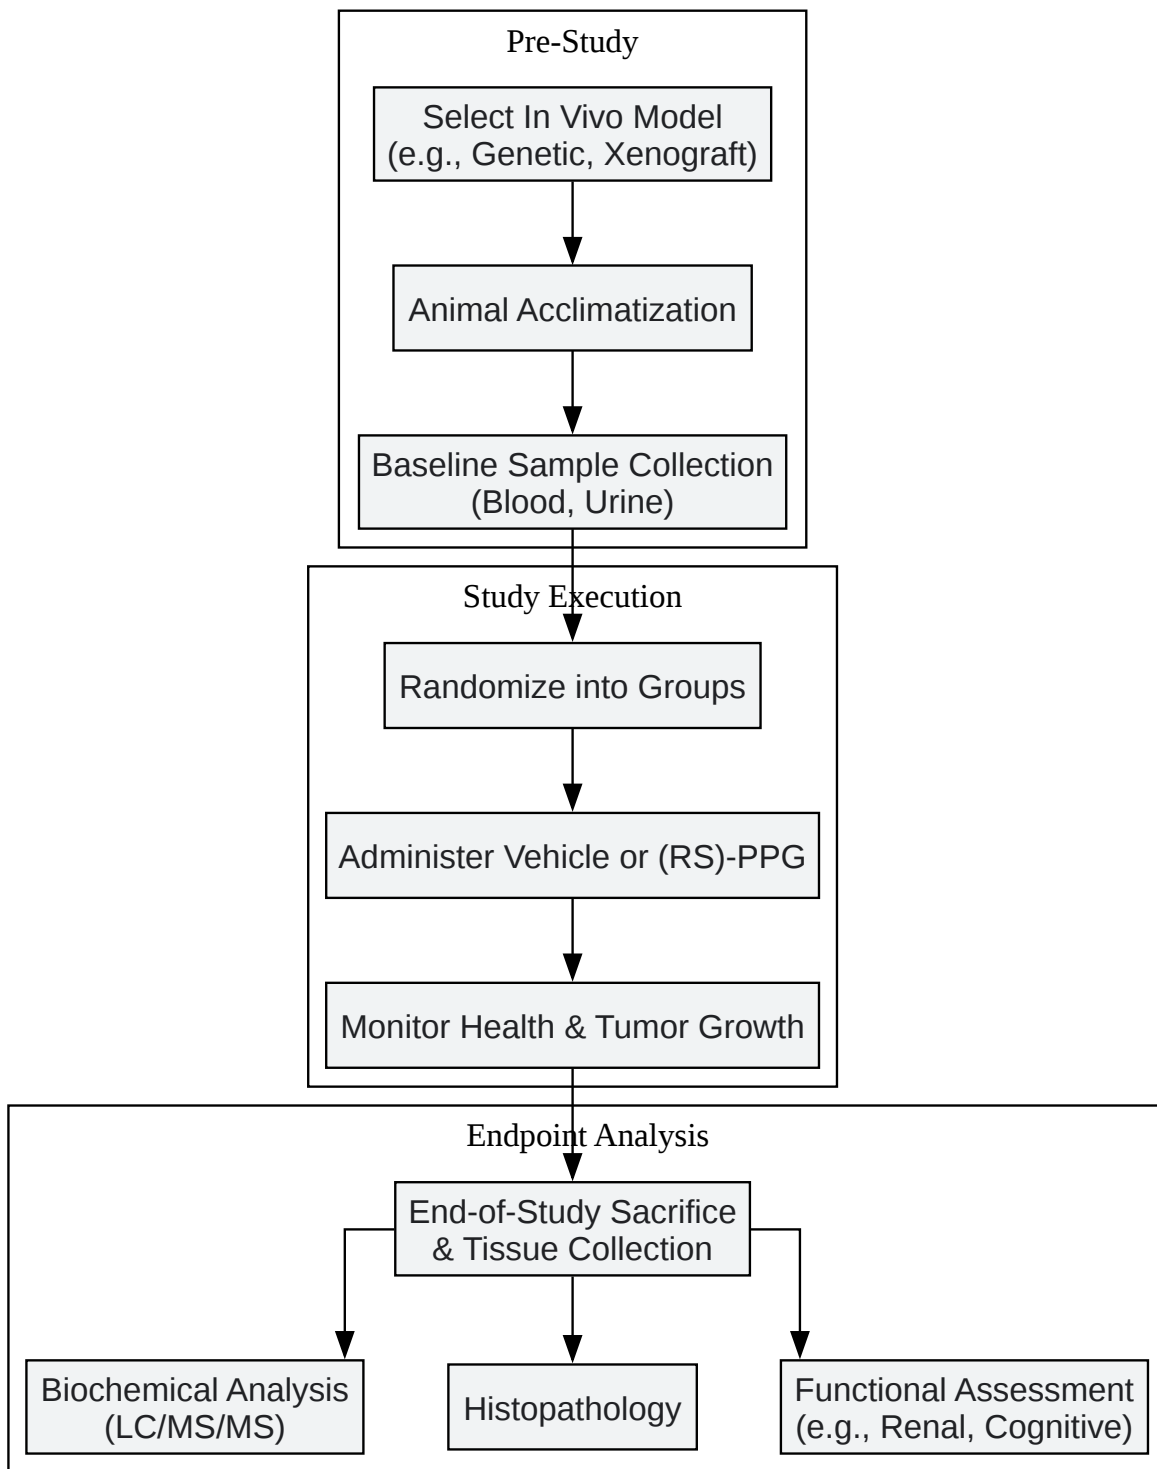 Pre-Study
Select In Vivo Model
(e.g., Genetic, Xenograft)
Animal Acclimatization
Baseline Sample Collection
(Blood, Urine)
Study Execution
Randomize into Groups
Administer Vehicle or (RS)-PPG
Monitor Health & Tumor Growth
Endpoint Analysis
End-of-Study Sacrifice
& Tissue Collection
Biochemical Analysis
(LC/MS/MS)
Histopathology
Functional Assessment
(e.g., Renal, Cognitive)